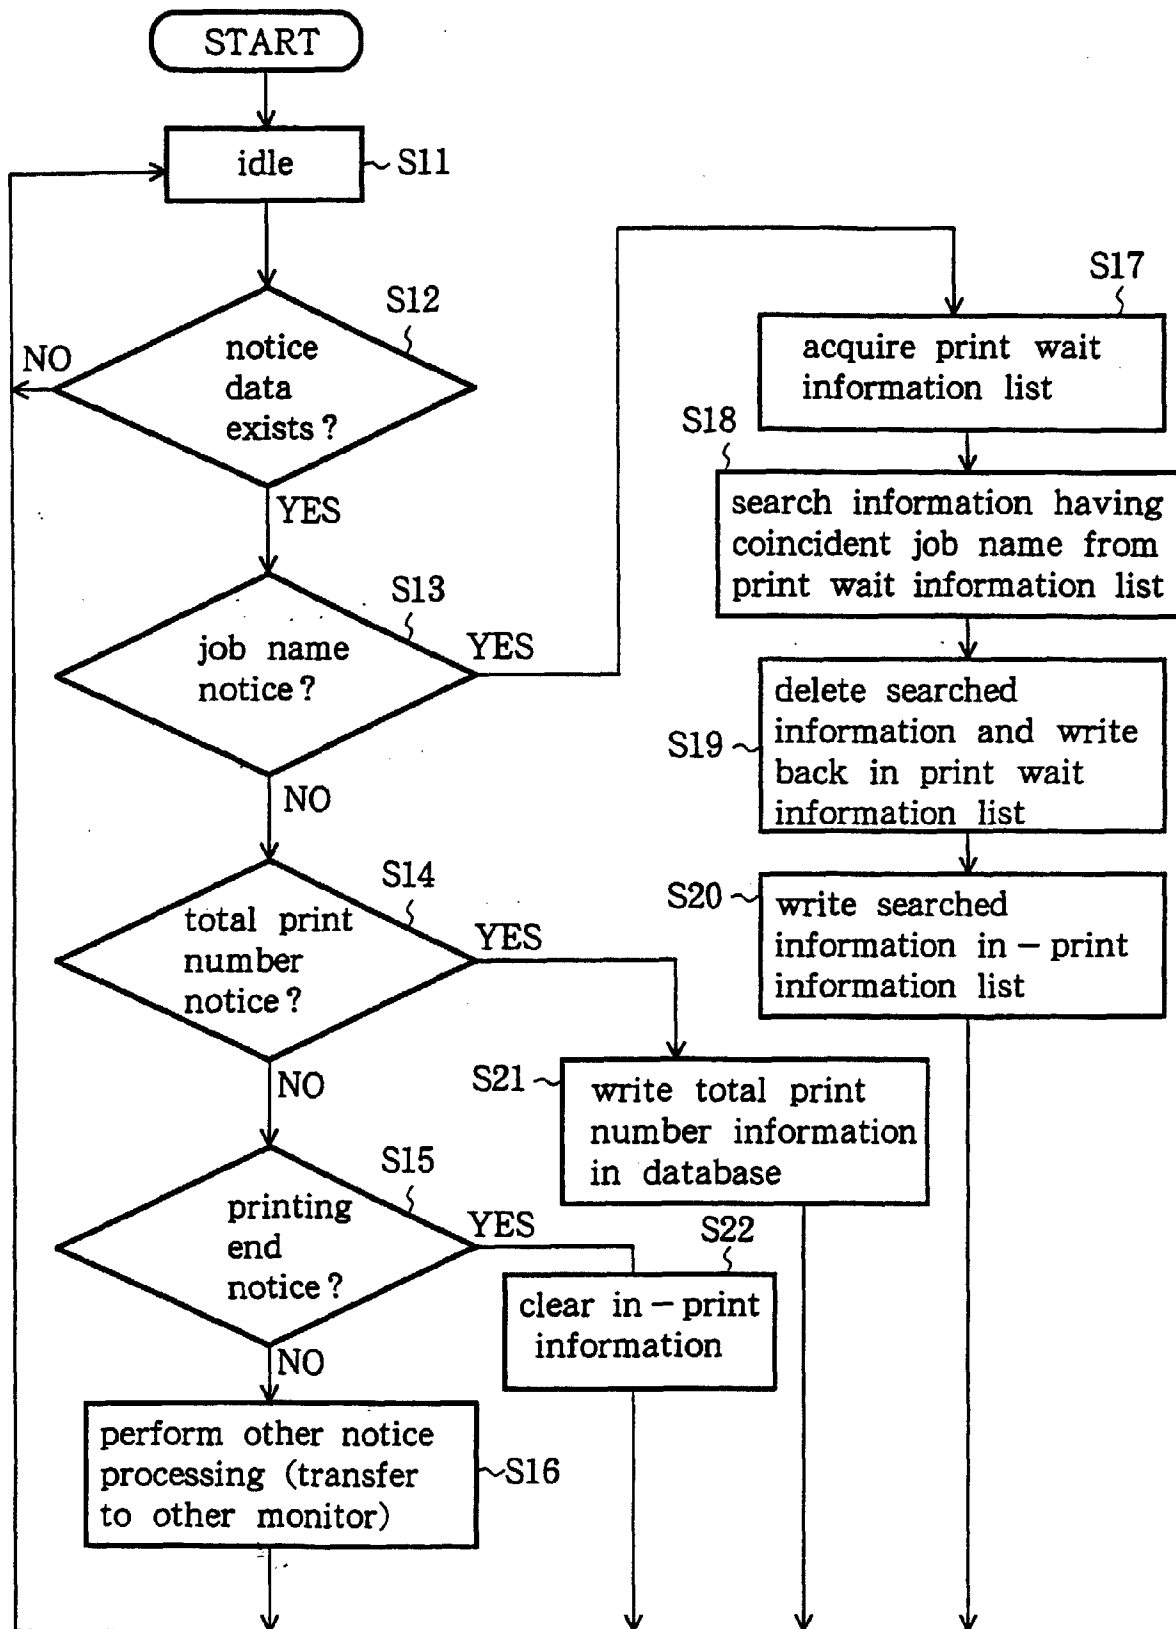 START
idle
S11
S12
notice
data
exists?
NO
YES
S13
job name
notice?
YES
NO
S14
total print
number
notice?
YES
NO
S15
printing
end
notice?
YES
NO
perform other notice
processing (transfer
to other monitor)
S16
S17
acquire print wait
information list
S18
search information having
coincident job name from
print wait information list
S19
delete searched
information and write
back in print wait
information list
S20
write searched
information in-print
information list
S21
write total print
number information
in database
S22
clear in-print
information